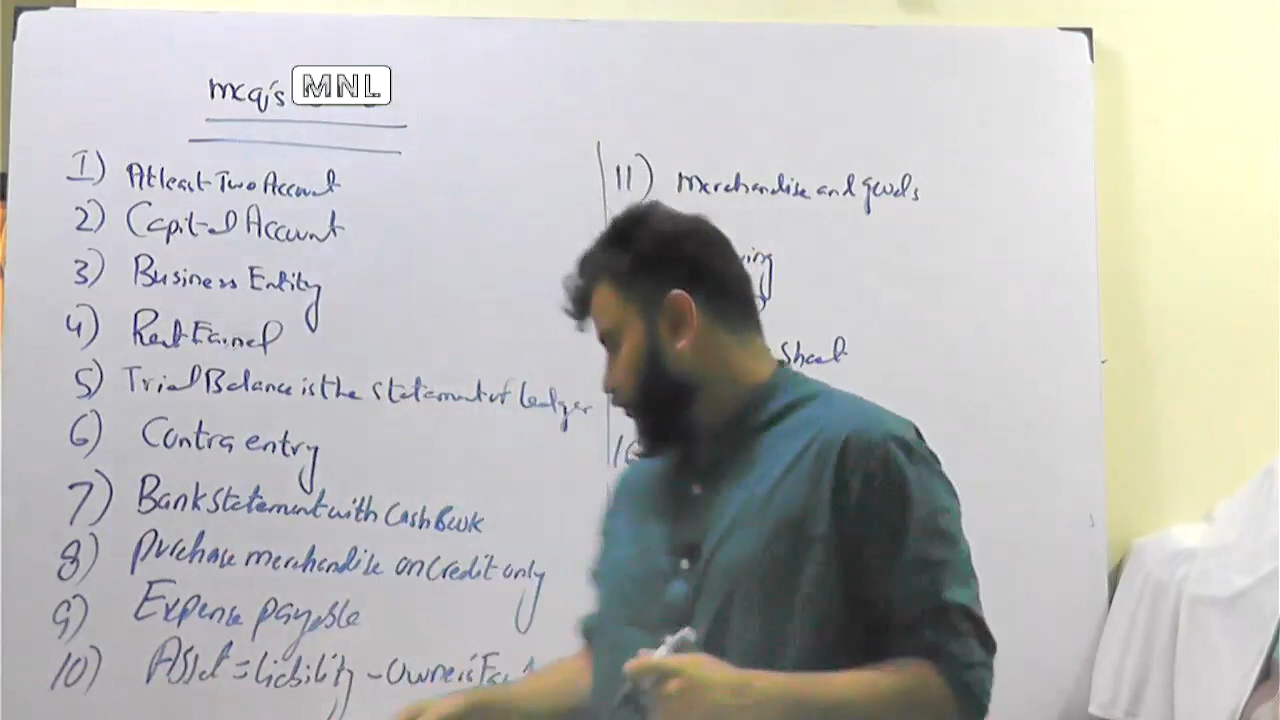 mcq's MNL
1) Atleast Two Account
2) Capital Account
3) Business Entity
4) Rent Earned
5) Trial Balance is the statement of ledger
6) Contra entry
7) Bank statement with Cash Book
8) Purchase merchandise on credit only
9) Expense payable
10) Asset = liability - Owner's
11) Merchandise and goods